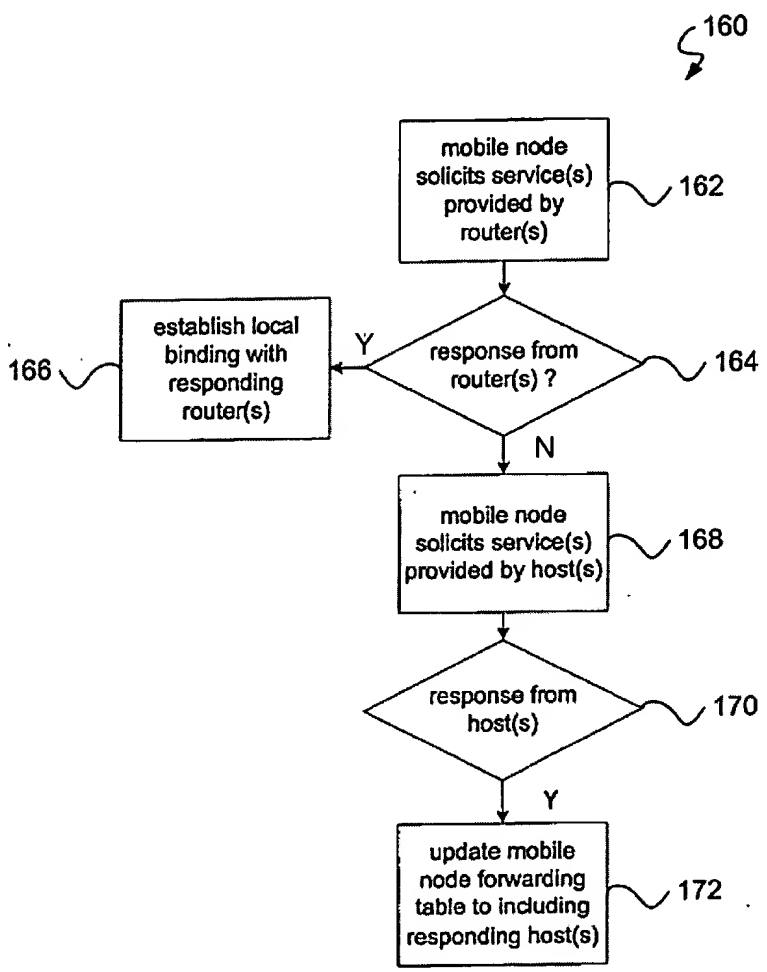 160
mobile node
solicits service(s)
provided by
router(s)
162
establish local
binding with
responding
router(s)
166
Y
response from
router(s) ?
164
N
mobile node
solicits service(s)
provided by host(s)
168
response from
host(s)
170
Y
update mobile
node forwarding
table to including
responding host(s)
172